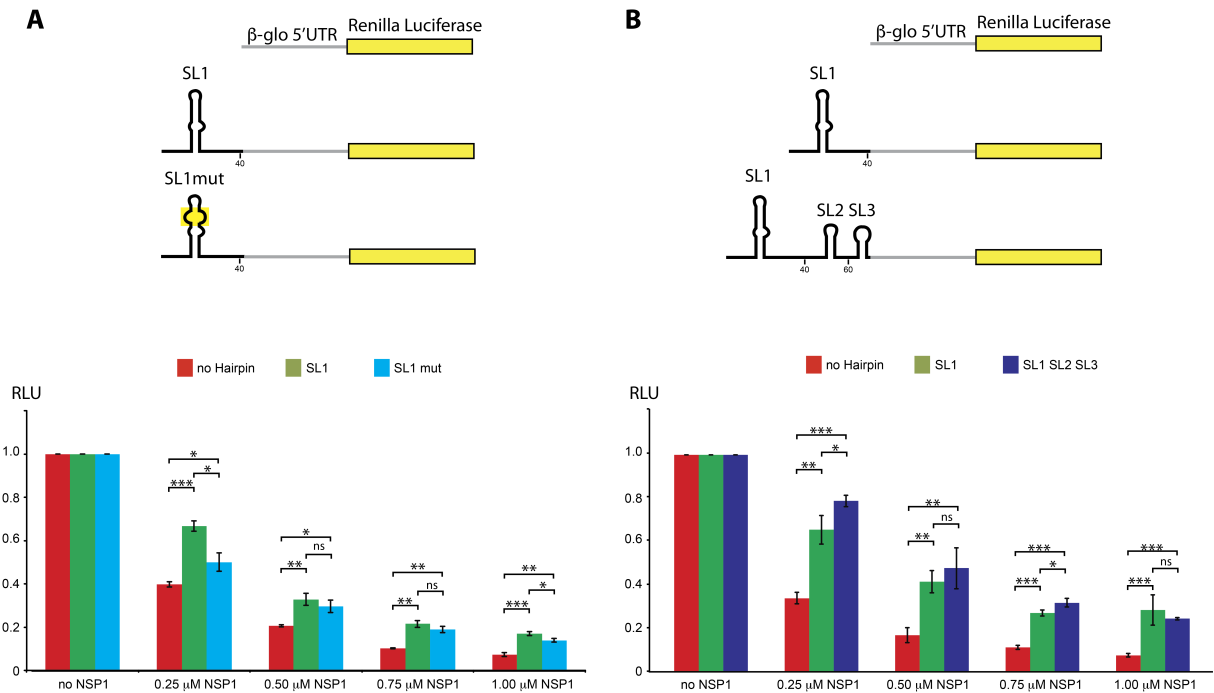 A
Renilla Luciferase
β-glo 5'UTR
SL1
40
SL1mut
40
no Hairpin
SL1
SL1 mut
RLU
1.0
0.8
0.6
0.4
0.2
0
*
*
***
*
ns
**
**
ns
**
**
*
***
no NSP1
0.25 µM NSP1
0.50 µM NSP1
0.75 µM NSP1
1.00 µM NSP1
B
Renilla Luciferase
β-glo 5'UTR
SL1
40
SL1
SL2 SL3
40
60
no Hairpin
SL1
SL1 SL2 SL3
RLU
1.0
0.8
0.6
0.4
0.2
0
***
*
**
**
ns
**
***
*
***
***
ns
***
no NSP1
0.25 µM NSP1
0.50 µM NSP1
0.75 µM NSP1
1.00 µM NSP1